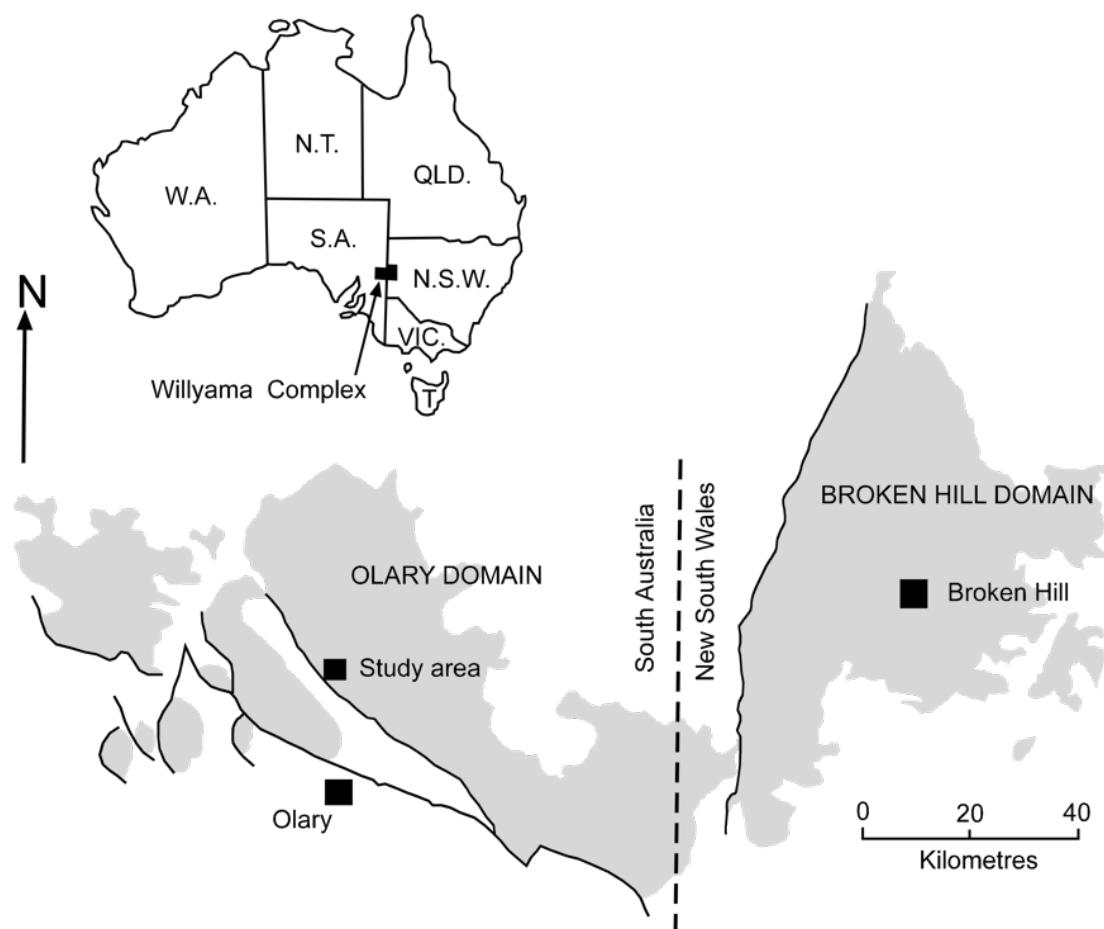 N.T.
QLD.
W.A.
S.A.
N.S.W.
N
VIC.
Willyama Complex
T
BROKEN HILL DOMAIN
South Australia
New South Wales
OLARY DOMAIN
Broken Hill
Study area
Olary
0 20 40
Kilometres